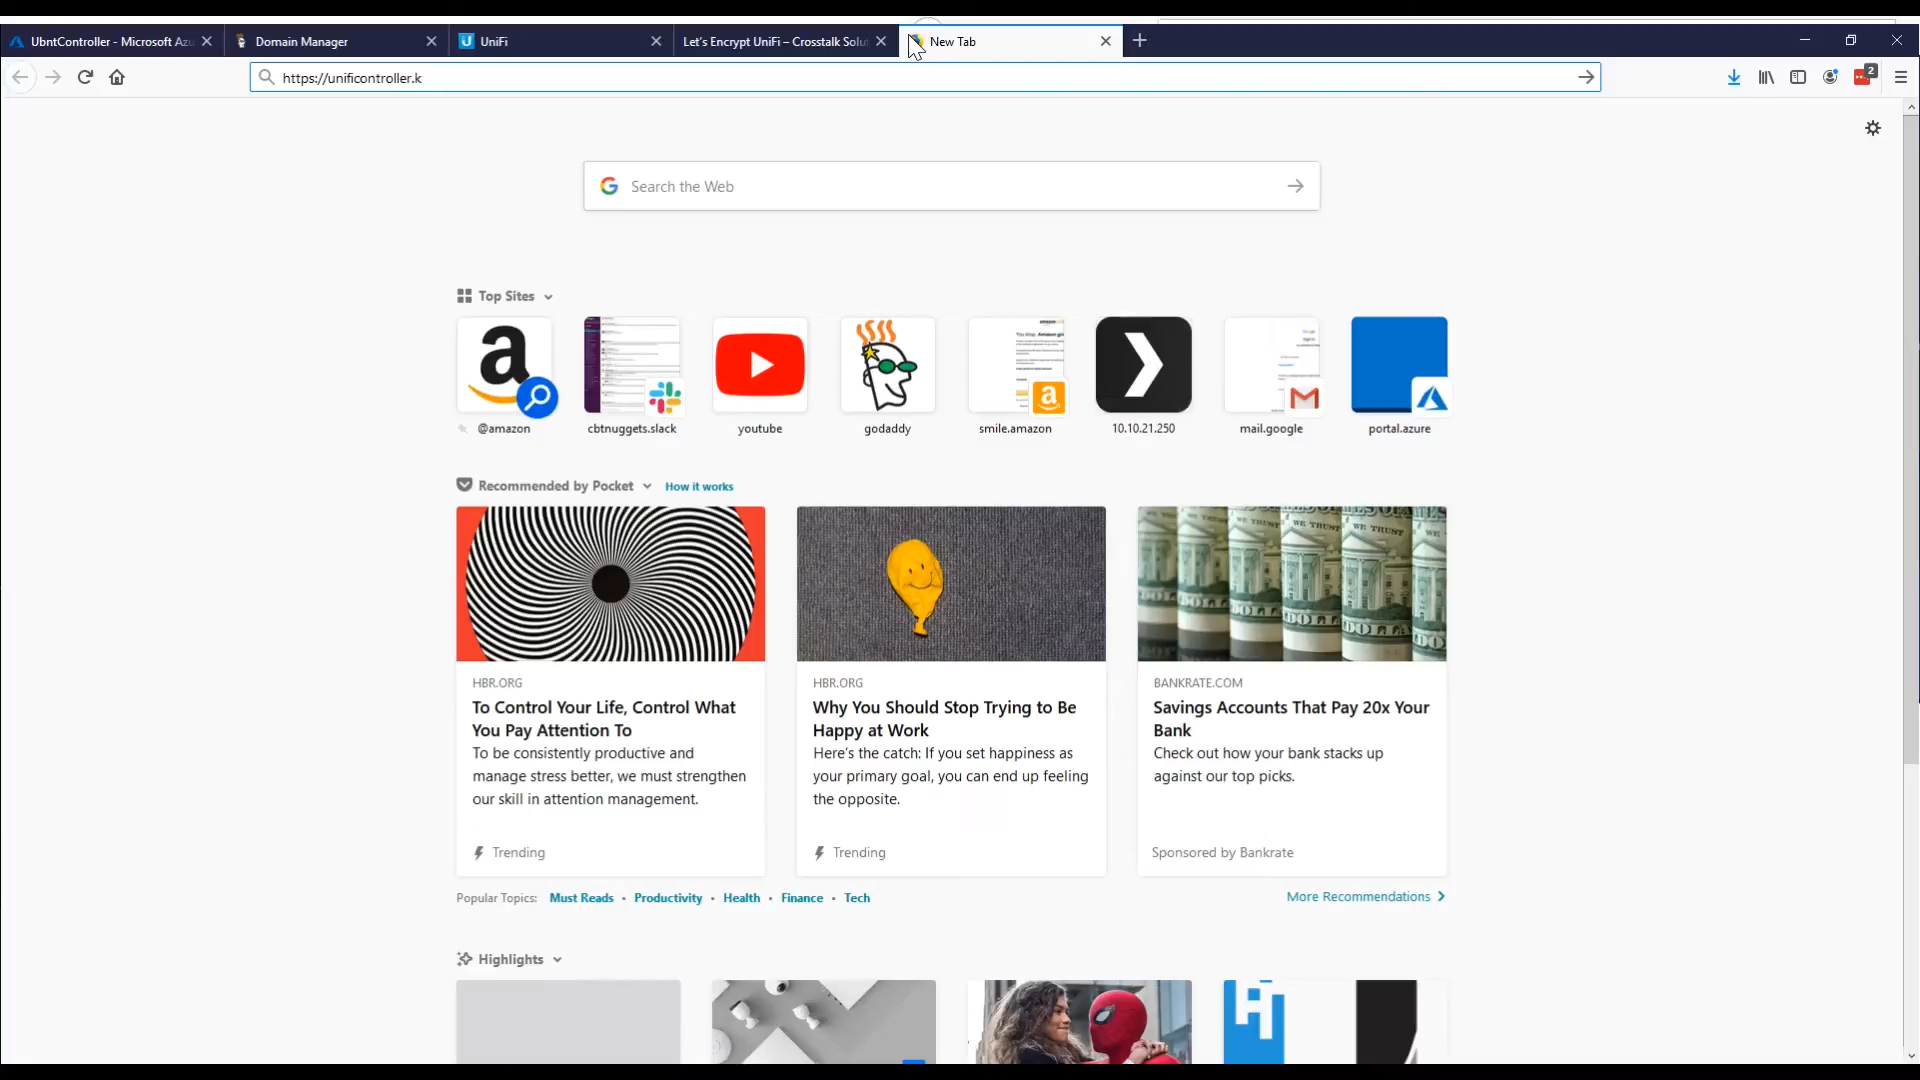 UbntController - Microsoft Azu
Domain Manager
UniFi
Let's Encrypt UniFi – Crosstalk Solu
New Tab
https://unificontroller.k
2
Search the Web
Top Sites
@amazon
cbtnuggets.slack
youtube
godaddy
smile.amazon
10.10.21.250
mail.google
portal.azure
Recommended by Pocket
How it works
WE TRUST
HBR.ORG
To Control Your Life, Control What
You Pay Attention To
To be consistently productive and
manage stress better, we must strengthen
our skill in attention management.
Trending
HBR.ORG
Why You Should Stop Trying to Be
Happy at Work
Here's the catch: If you set happiness as
your primary goal, you can end up feeling
the opposite.
Trending
BANKRATE.COM
Savings Accounts That Pay 20x Your
Bank
Check out how your bank stacks up
against our top picks.
Sponsored by Bankrate
Popular Topics: Must Reads • Productivity • Health • Finance • Tech
More Recommendations
Highlights